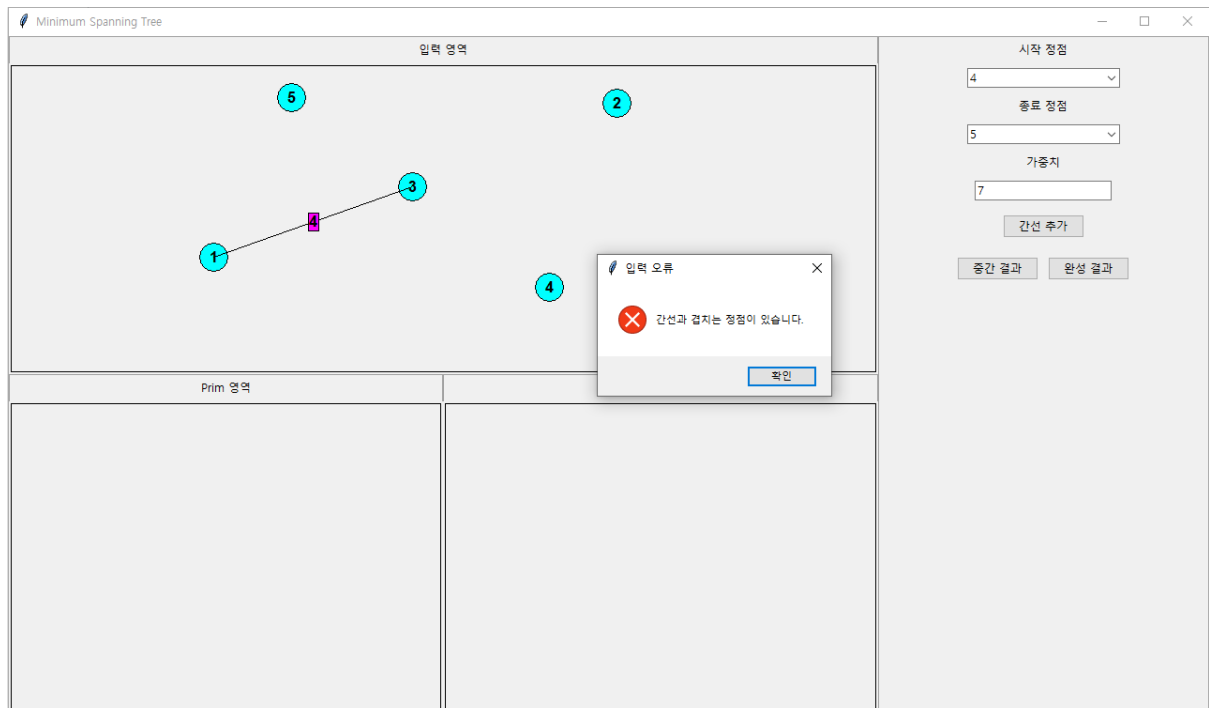 Minimum Spanning Tree
입력 영역
시작 정점
4
종료 정점
5
가중치
7
간선 추가
중간 결과 완성 결과
5
2
3
4
1
4
입력 오류
간선과 겹치는 정점이 있습니다.
확인
Prim 영역